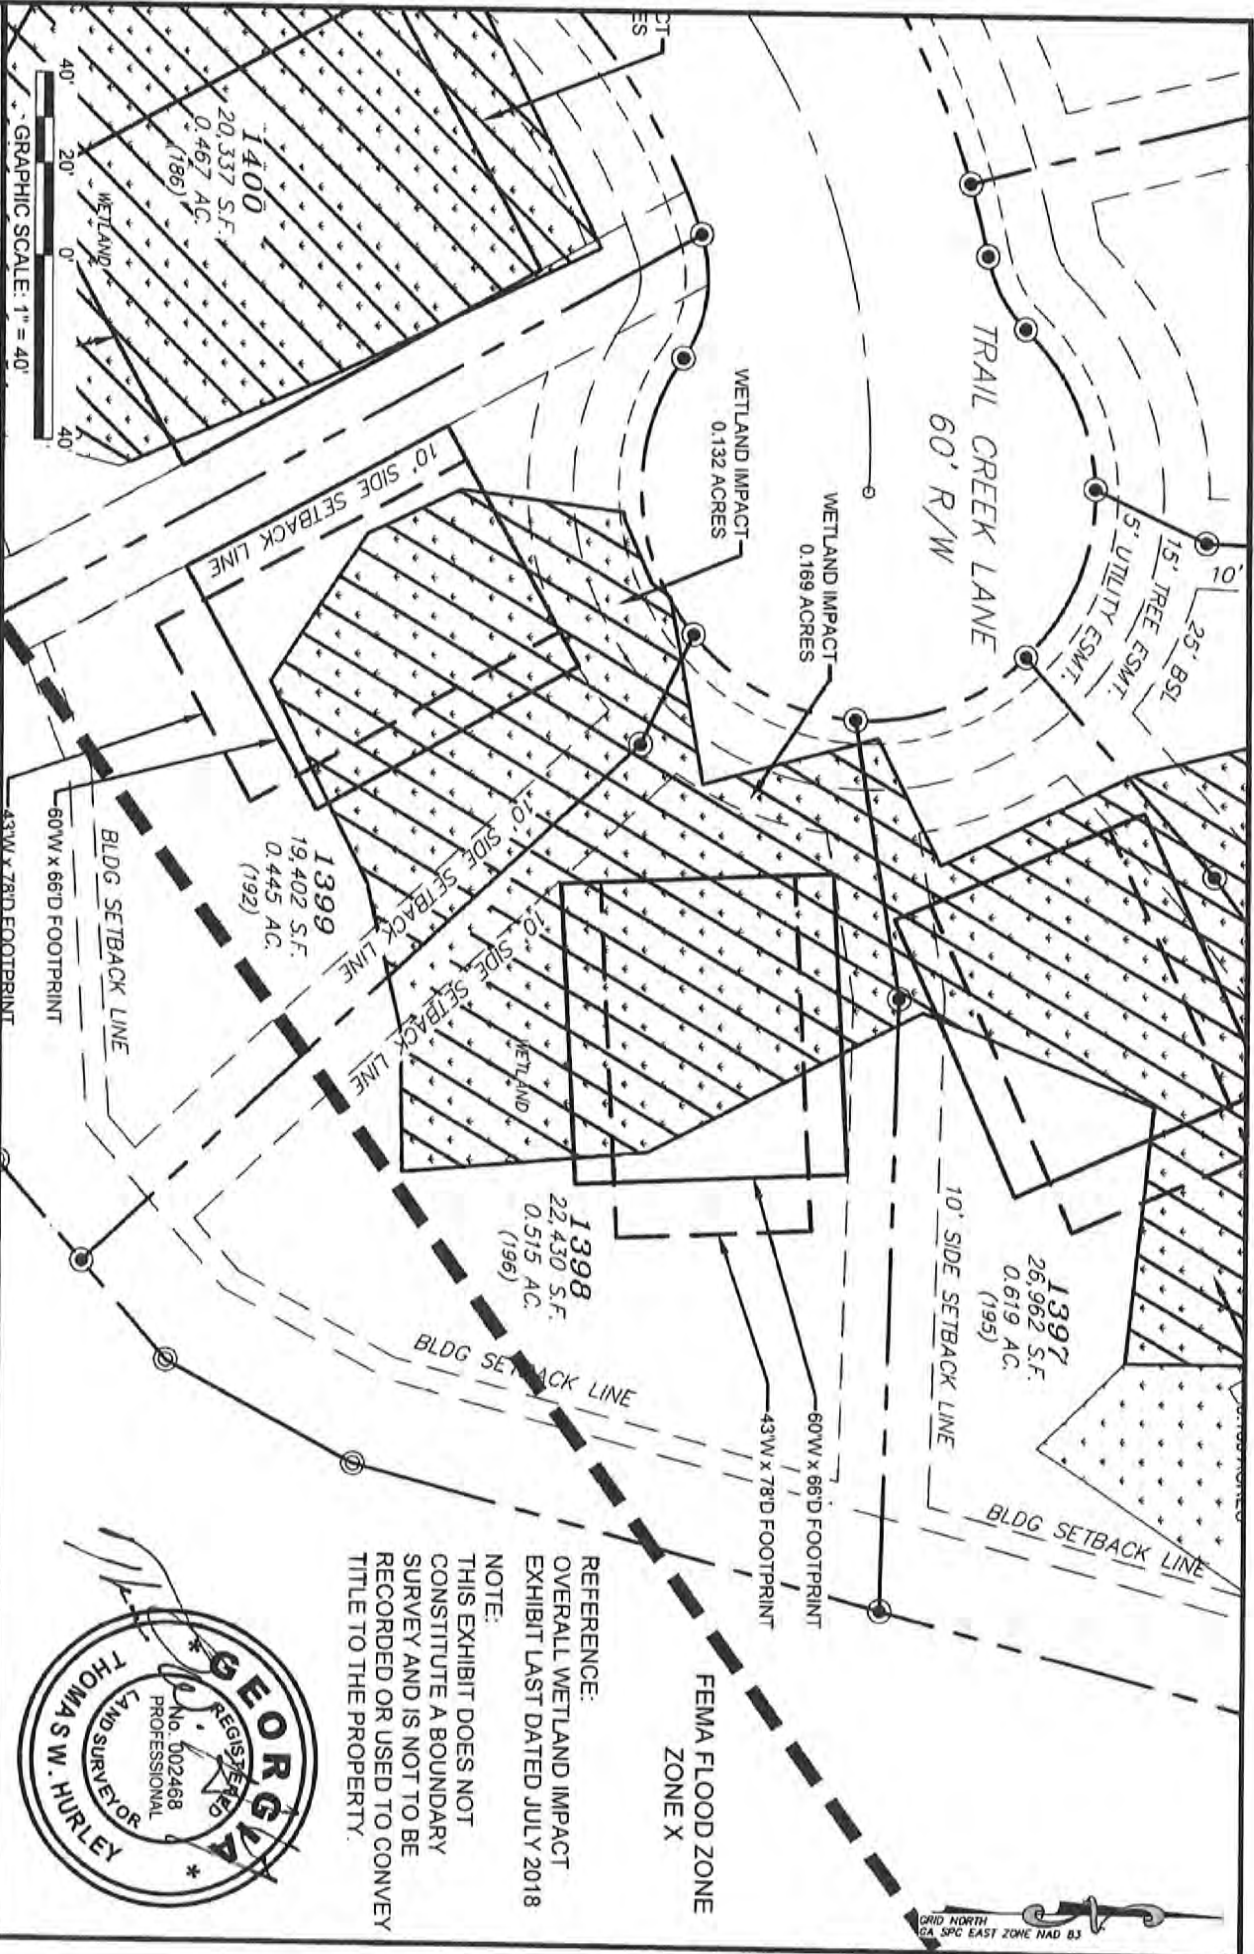 CT
ES
1400
20,337 S.F.
0.467 AC.
(186)
WETLAND
40'
20'
0'
40'
GRAPHIC SCALE: 1" = 40'
TRAIL CREEK LANE
60' R/W
WETLAND IMPACT
0.132 ACRES
WETLAND IMPACT
0.169 ACRES
10'
25' BSL
15' TREE ESMT.
5' UTILITY ESMT.
10' SIDE SETBACK LINE
1399
19,402 S.F.
0.445 AC.
(192)
10' SIDE SETBACK LINE
10' SIDE SETBACK LINE
WETLAND
BLDG SETBACK LINE
60'W x 66'D FOOTPRINT
43'W x 78'D FOOTPRINT
1398
22,430 S.F.
0.515 AC.
(196)
1397
26,962 S.F.
0.619 AC.
(195)
10' SIDE SETBACK LINE
BLDG SETBACK LINE
BLDG SETBACK LINE
60'W x 66'D FOOTPRINT
43'W x 78'D FOOTPRINT
FEMA FLOOD ZONE
ZONE X
REFERENCE:
OVERALL WETLAND IMPACT
EXHIBIT LAST DATED JULY 2018
NOTE:
THIS EXHIBIT DOES NOT
CONSTITUTE A BOUNDARY
SURVEY AND IS NOT TO BE
RECORDED OR USED TO CONVEY
TITLE TO THE PROPERTY.
* GEORGIA *
REGISTERED
No. 002468
PROFESSIONAL
LAND SURVEYOR
THOMAS W. HURLEY
GRID NORTH
GA SPC EAST ZONE NAD 83